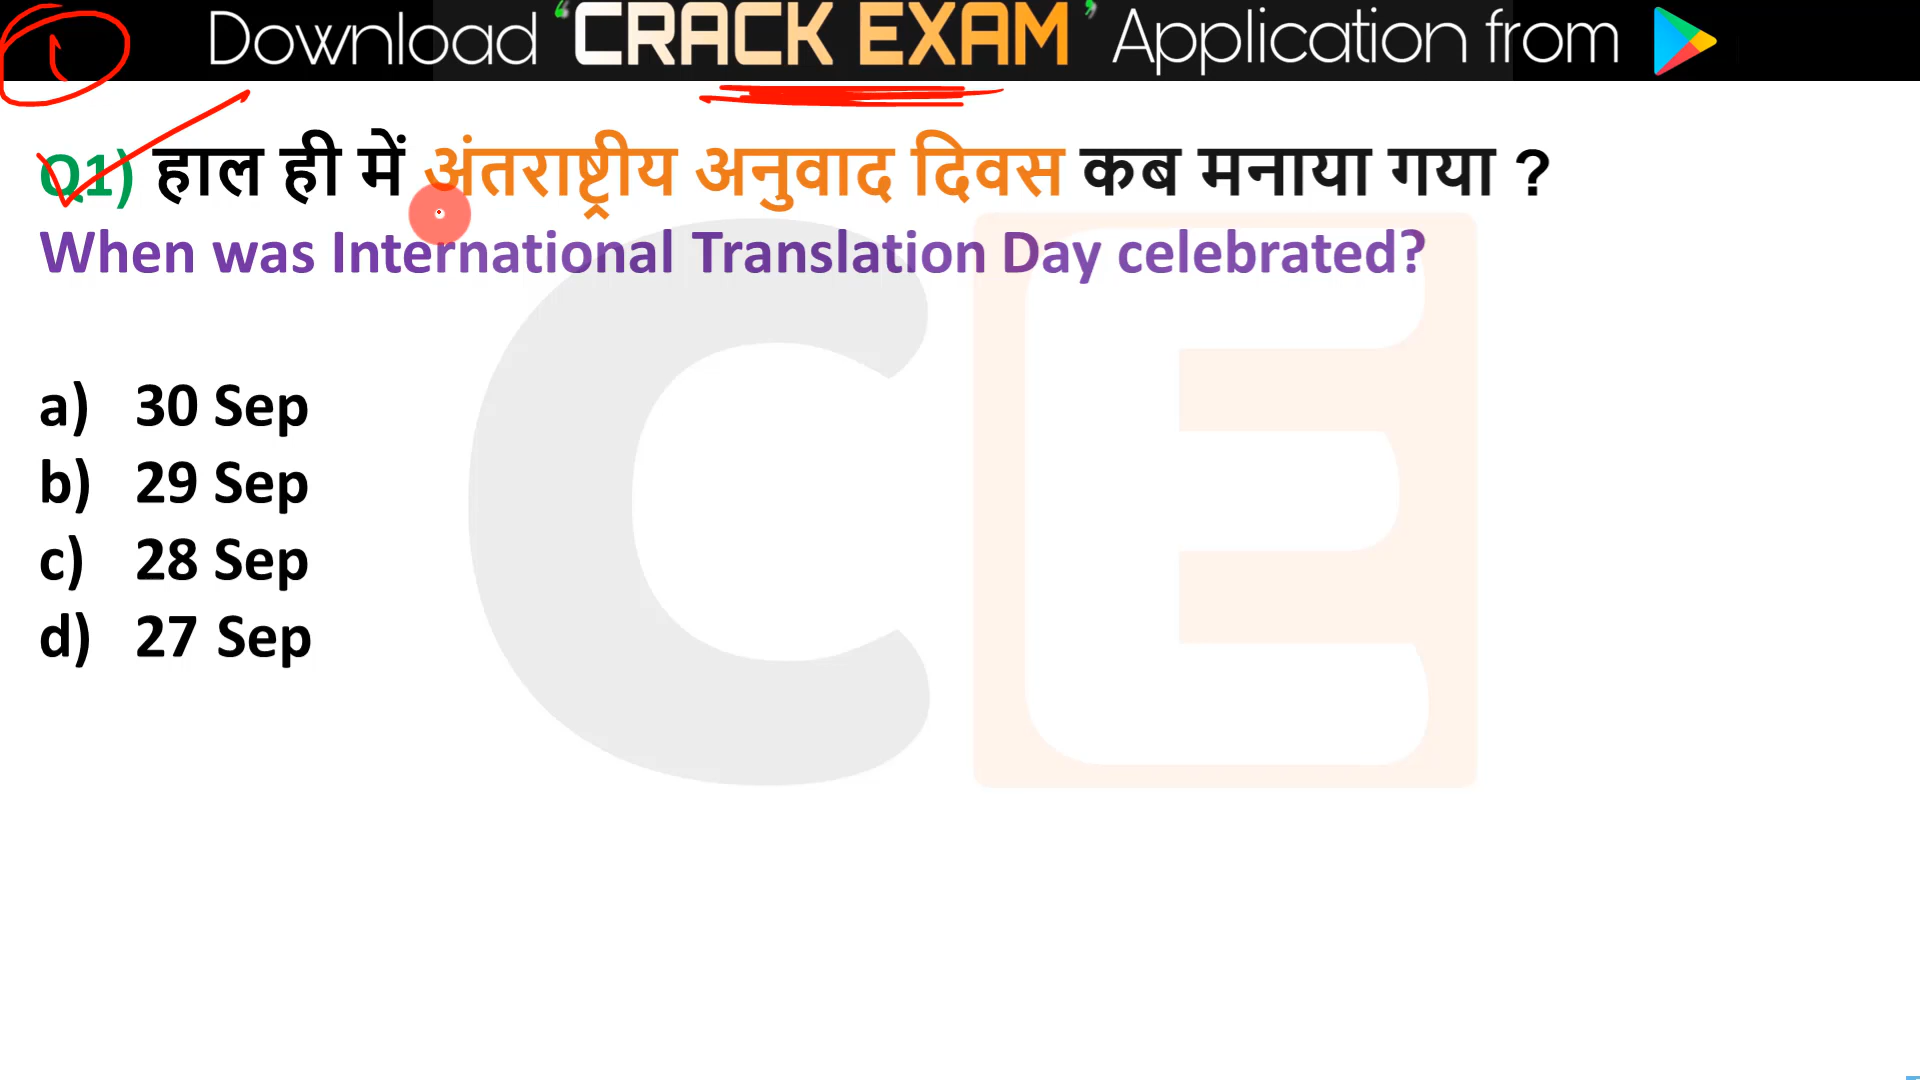 Download ‘CRACK EXAM’ Application from
Q1) हाल ही में अंतराष्ट्रीय अनुवाद दिवस कब मनाया गया ?
When was International Translation Day celebrated?
a) 30 Sep
b) 29 Sep
c) 28 Sep
d) 27 Sep
CE